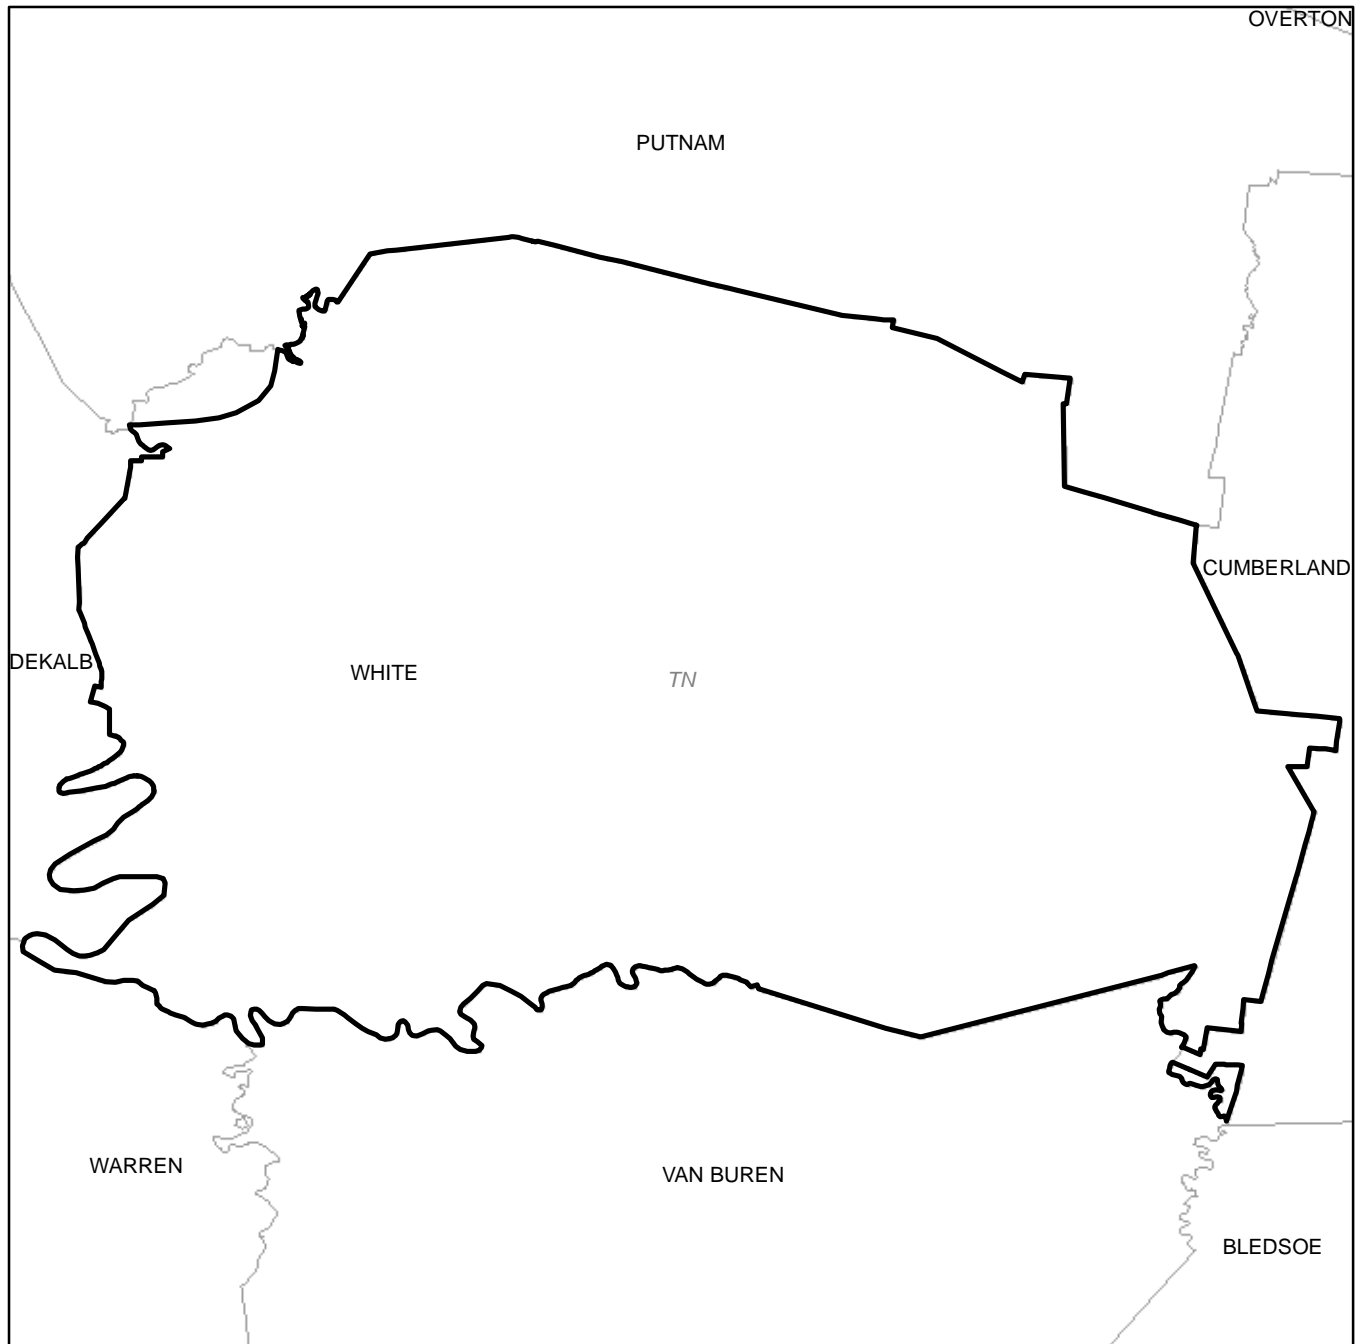 OVERTON
PUTNAM
CUMBERLAND
DEKALB
WHITE
TN
WARREN
VAN BUREN
BLEDSOE